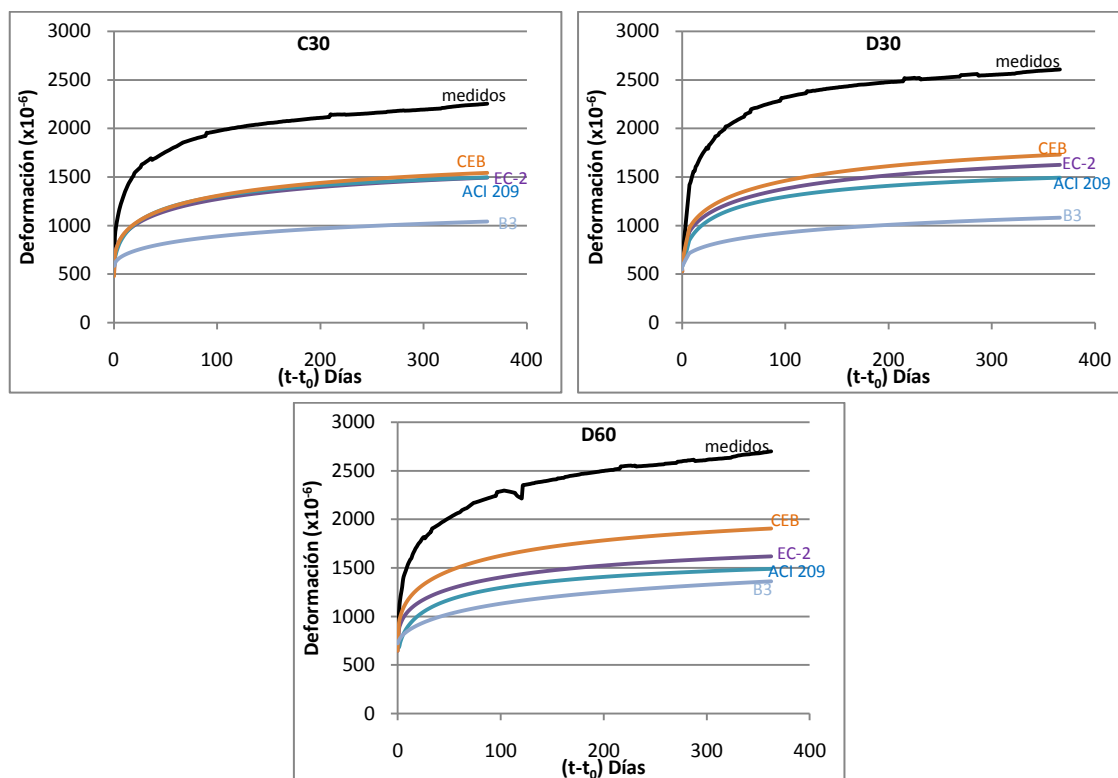 C30
Deformación (x10⁻⁶)
3000
2500
2000
1500
1000
500
0
medidos
CEB
EC-2
ACI 209
B3
0 100 200 300 400
(t-t₀) Días
D30
Deformación (x10⁻⁶)
3000
2500
2000
1500
1000
500
0
medidos
CEB
EC-2
ACI 209
B3
0 100 200 300 400
(t-t₀) Días
D60
Deformación (x10⁻⁶)
3000
2500
2000
1500
1000
500
0
medidos
CEB
EC-2
ACI 209
B3
0 100 200 300 400
(t-t₀) Días